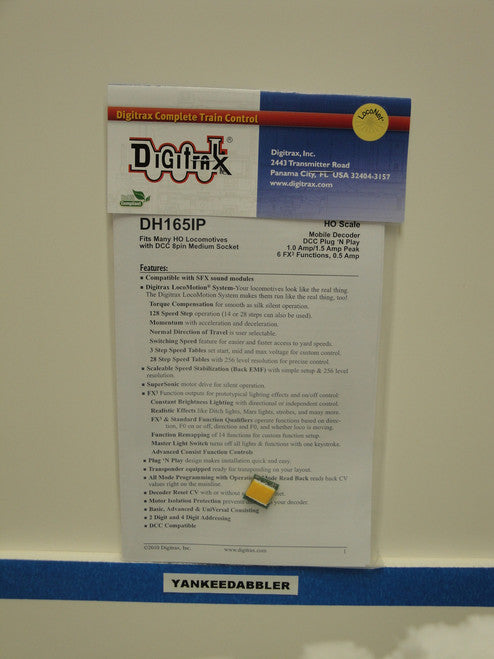 Digitrax Complete Train Control
LocoNet
DIGITRAX ®
Digitrax, Inc.
2443 Transmitter Road
Panama City, FL USA 32404-3157
www.digitrax.com
Compliant
DH165IP
HO Scale
Fits Many HO Locomotives
with DCC 8pin Medium Socket
Mobile Decoder
DCC Plug 'N Play
1.0 Amp/1.5 Amp Peak
6 FX³ Functions, 0.5 Amp
Features:
Compatible with SFX sound modules
Digitrax LocoMotion® System-Your locomotives look like the real thing.
The Digitrax LocoMotion System makes them run like the real thing, too!
Torque Compensation for smooth as silk silent operation.
128 Speed Step operation (14 or 28 steps can also be used).
Momentum with acceleration and deceleration.
Normal Direction of Travel is user selectable.
Switching Speed feature for easier and faster access to yard speeds.
3 Step Speed Tables set start, mid and max voltage for custom control.
28 Step Speed Tables with 256 level resolution for precise control.
Scaleable Speed Stabilization (Back EMF) with simple setup & 256 level
resolution.
SuperSonic motor drive for silent operation.
FX³ Function outputs for prototypical lighting effects and on/off control:
Constant Brightness Lighting with directional or independent control.
Realistic Effects like Ditch lights, Mars lights, strobes, and many more.
FX³ & Standard Function Qualifiers operate functions based on direc-
tion, F0 on or off, direction and F0, and whether loco is moving.
Function Remapping of 14 functions for custom function setup.
Master Light Switch turns off all lights & functions with one keystroke.
Advanced Consist Function Controls
Plug 'N Play design makes installation quick and easy.
Transponder equipped ready for transponding on your layout.
All Mode Programming with Operations Mode Read Back reads back CV
values right on the mainline.
Decoder Reset CV with or without
Motor Isolation Protection prevents your decoder.
Basic, Advanced & UniVersal Consisting
2 Digit and 4 Digit Addressing
DCC Compatible
©2010 Digitrax, Inc. www.digitrax.com 1
YANKEEDABBLER